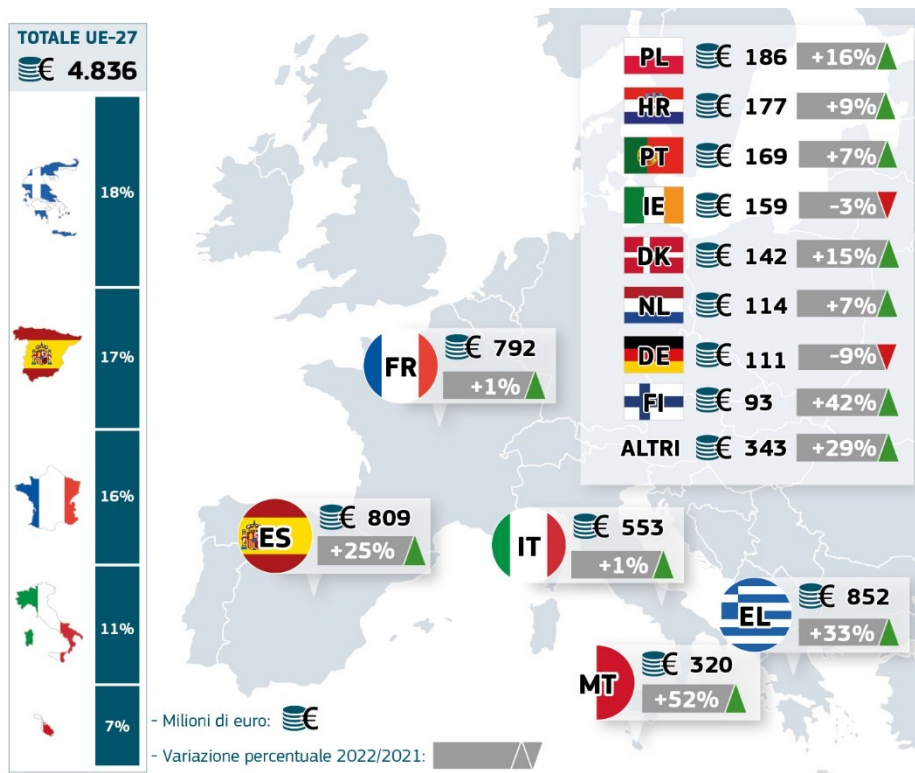 TOTALE UE-27
€ 4.836
18%
17%
16%
11%
7%
PL € 186 +16%
HR € 177 +9%
PT € 169 +7%
IE € 159 -3%
DK € 142 +15%
NL € 114 +7%
DE € 111 -9%
FI € 93 +42%
ALTRI € 343 +29%
FR € 792
+1%
ES € 809
+25%
IT € 553
+1%
EL € 852
+33%
MT € 320
+52%
- Milioni di euro: €
- Variazione percentuale 2022/2021: